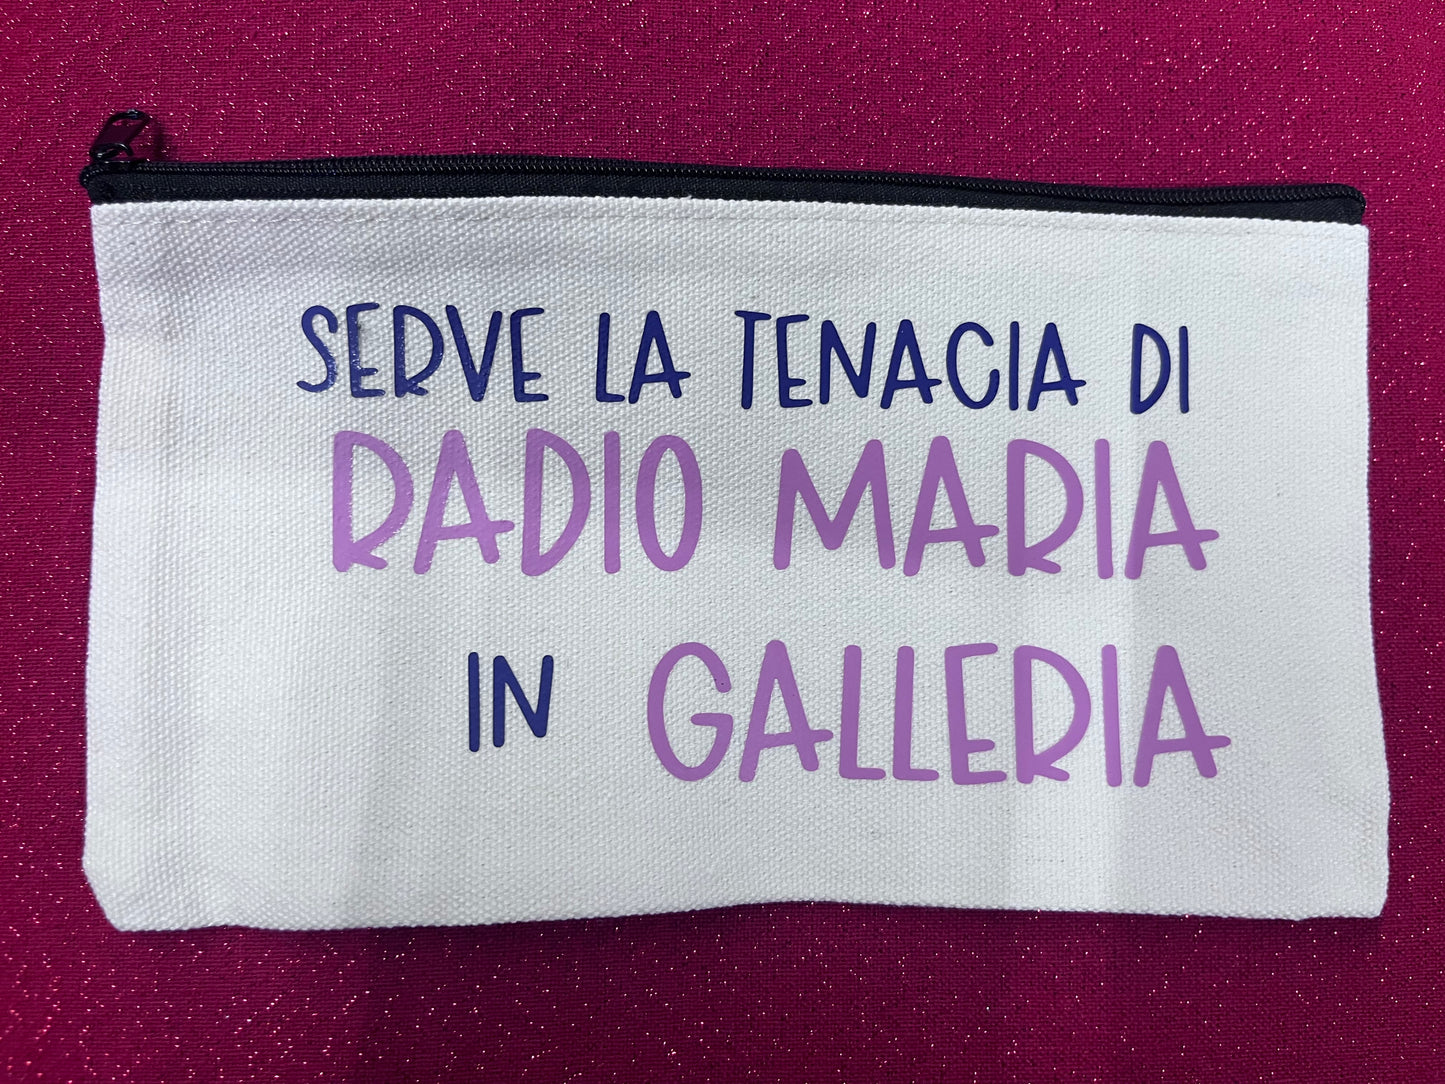 SERVE LA TENACIA DI
RADIO MARIA
IN GALLERIA